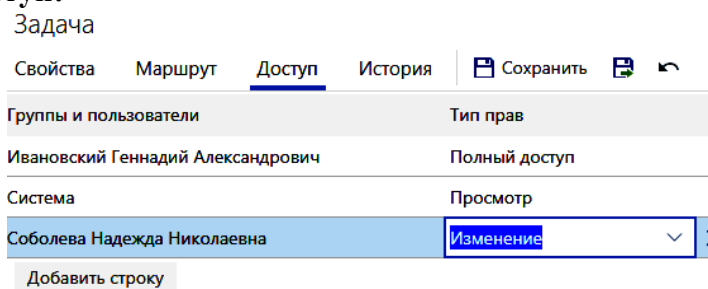 Задача
Свойства Маршрут Доступ История Сохранить
Группы и пользователи Тип прав
Ивановский Геннадий Александрович Полный доступ
Система Просмотр
Соболева Надежда Николаевна Изменение
Добавить строку